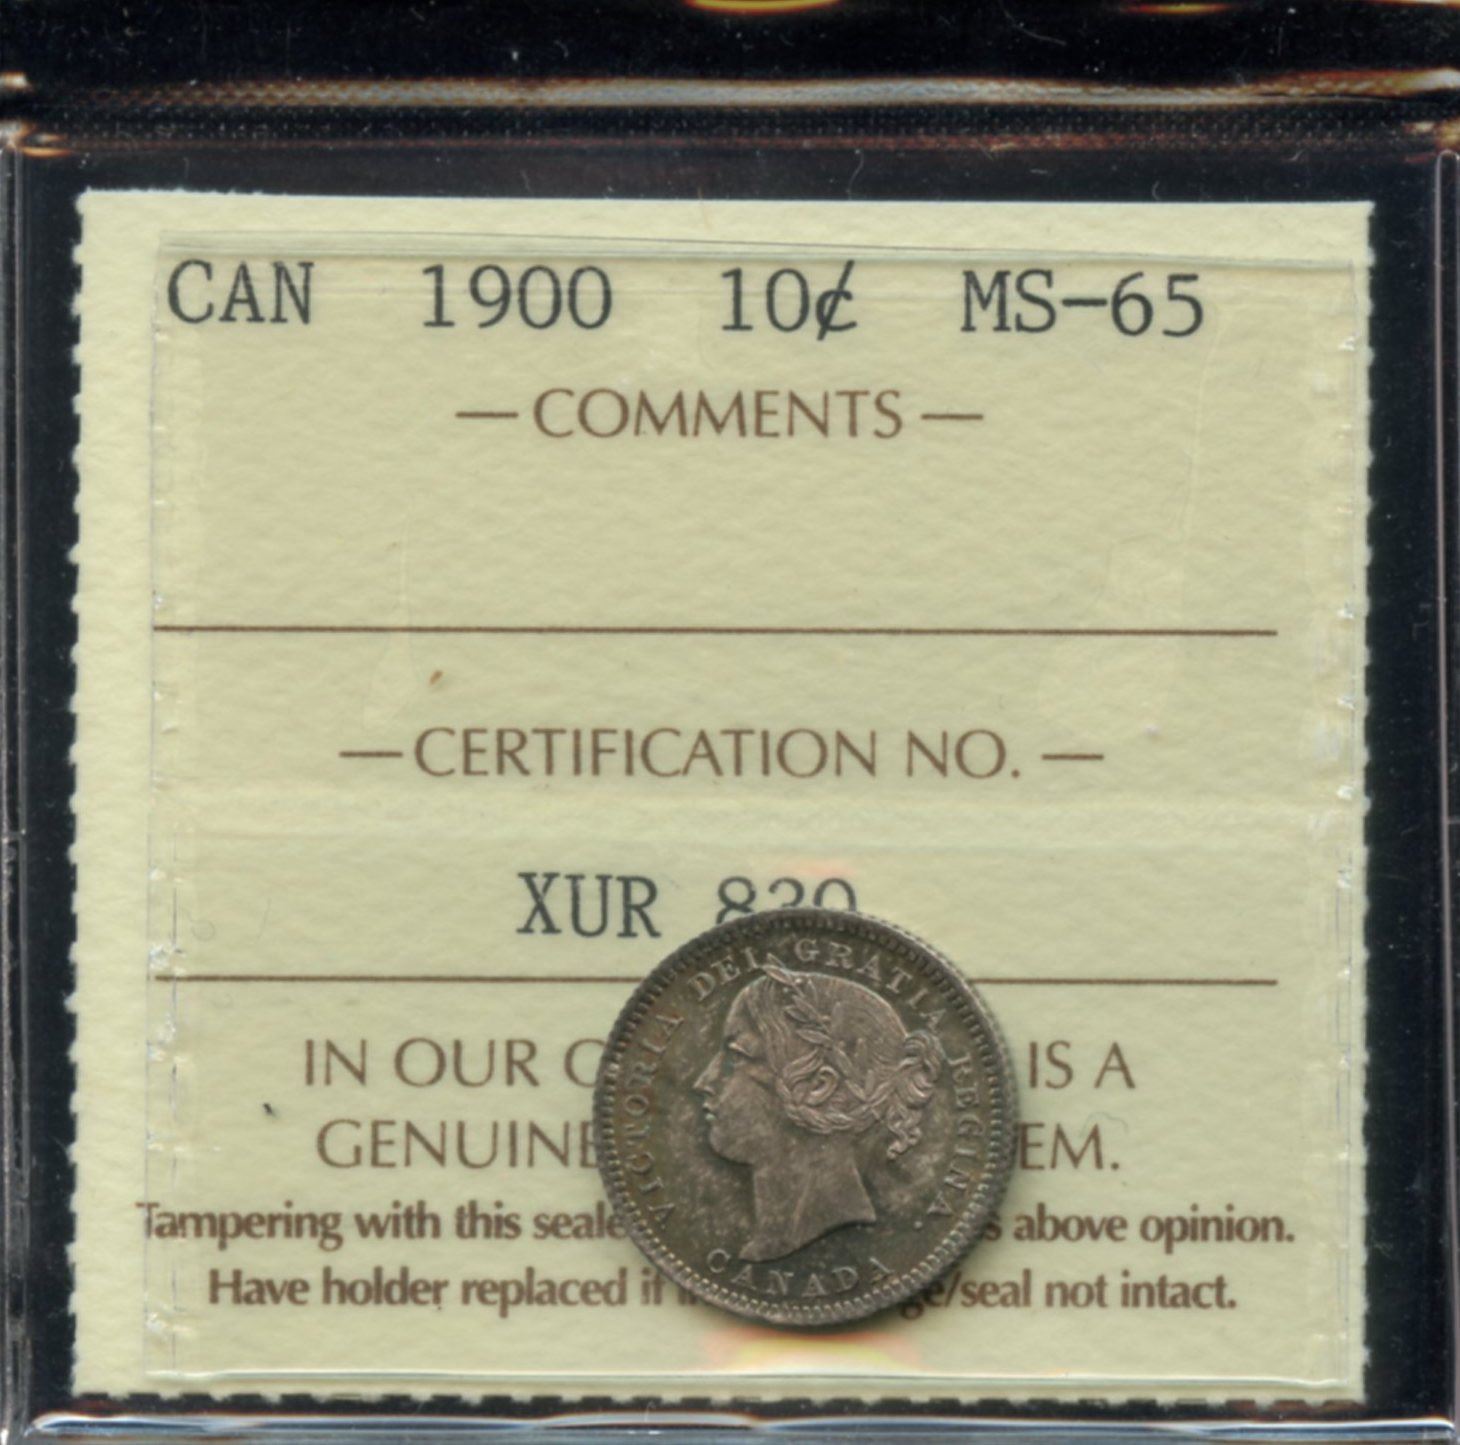 CAN 1900 10¢ MS-65
— COMMENTS —
— CERTIFICATION NO. —
XUR 830
VICTORIA DEI GRATIA REGINA.
CANADA
IN OUR IS A
GENUINE EM.
Tampering with this seale s above opinion.
Have holder replaced if ge/seal not intact.